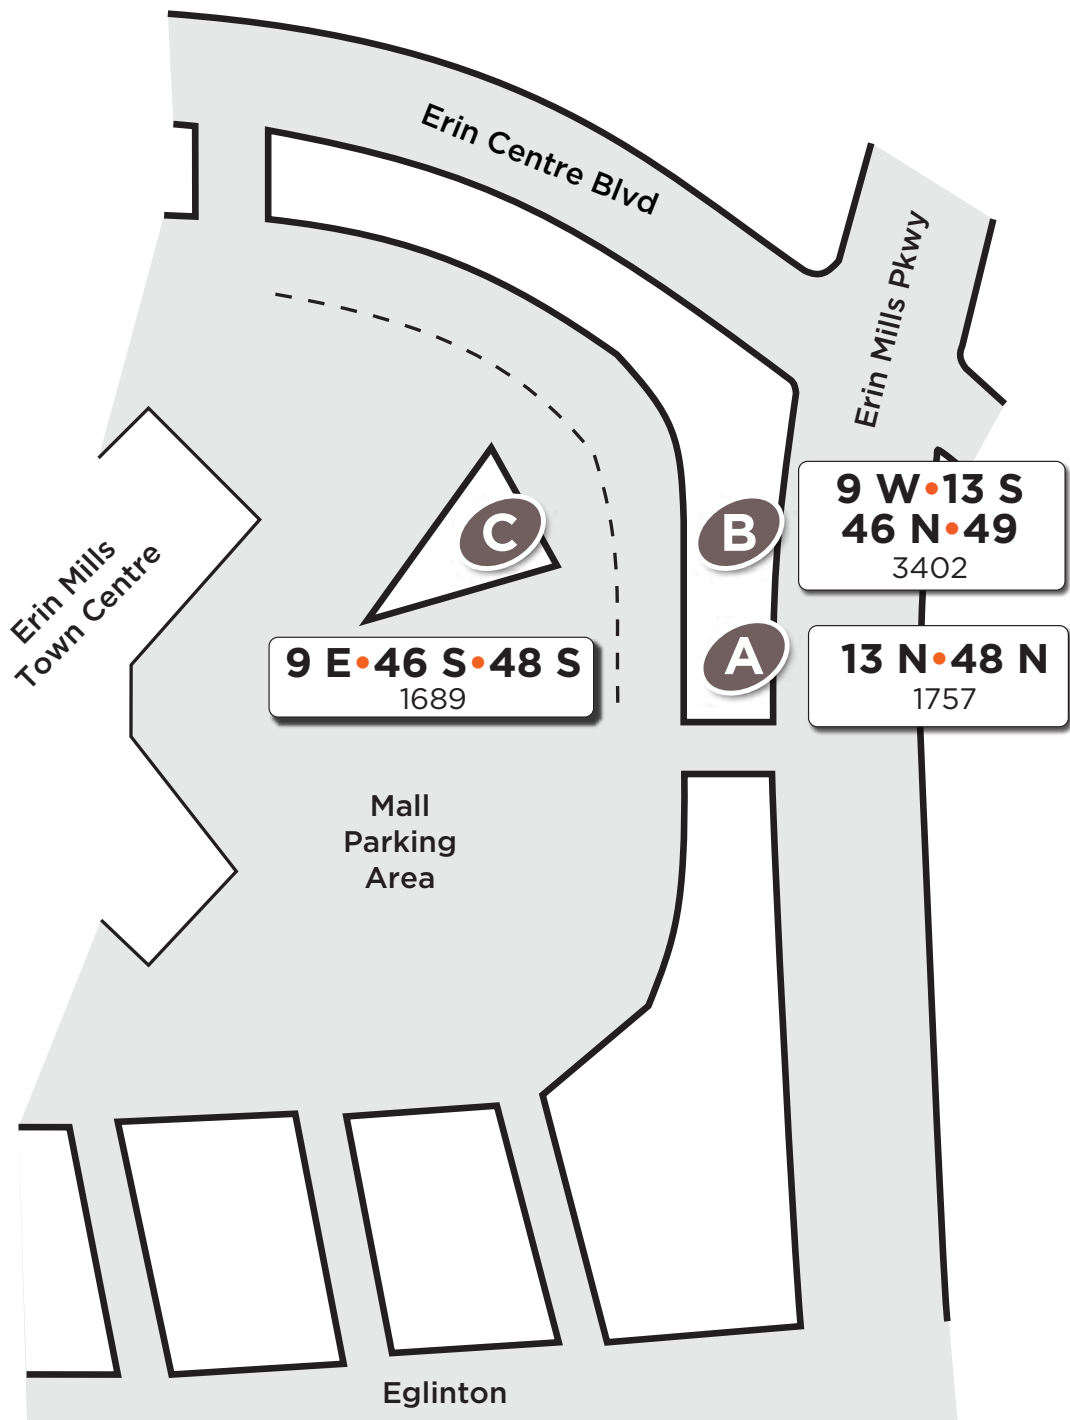 Erin Centre Blvd
Erin Mills Pkwy
9 W•13 S
46 N•49
3402
B
C
Erin Mills
Town Centre
A
13 N•48 N
1757
9 E•46 S•48 S
1689
Mall
Parking
Area
Eglinton